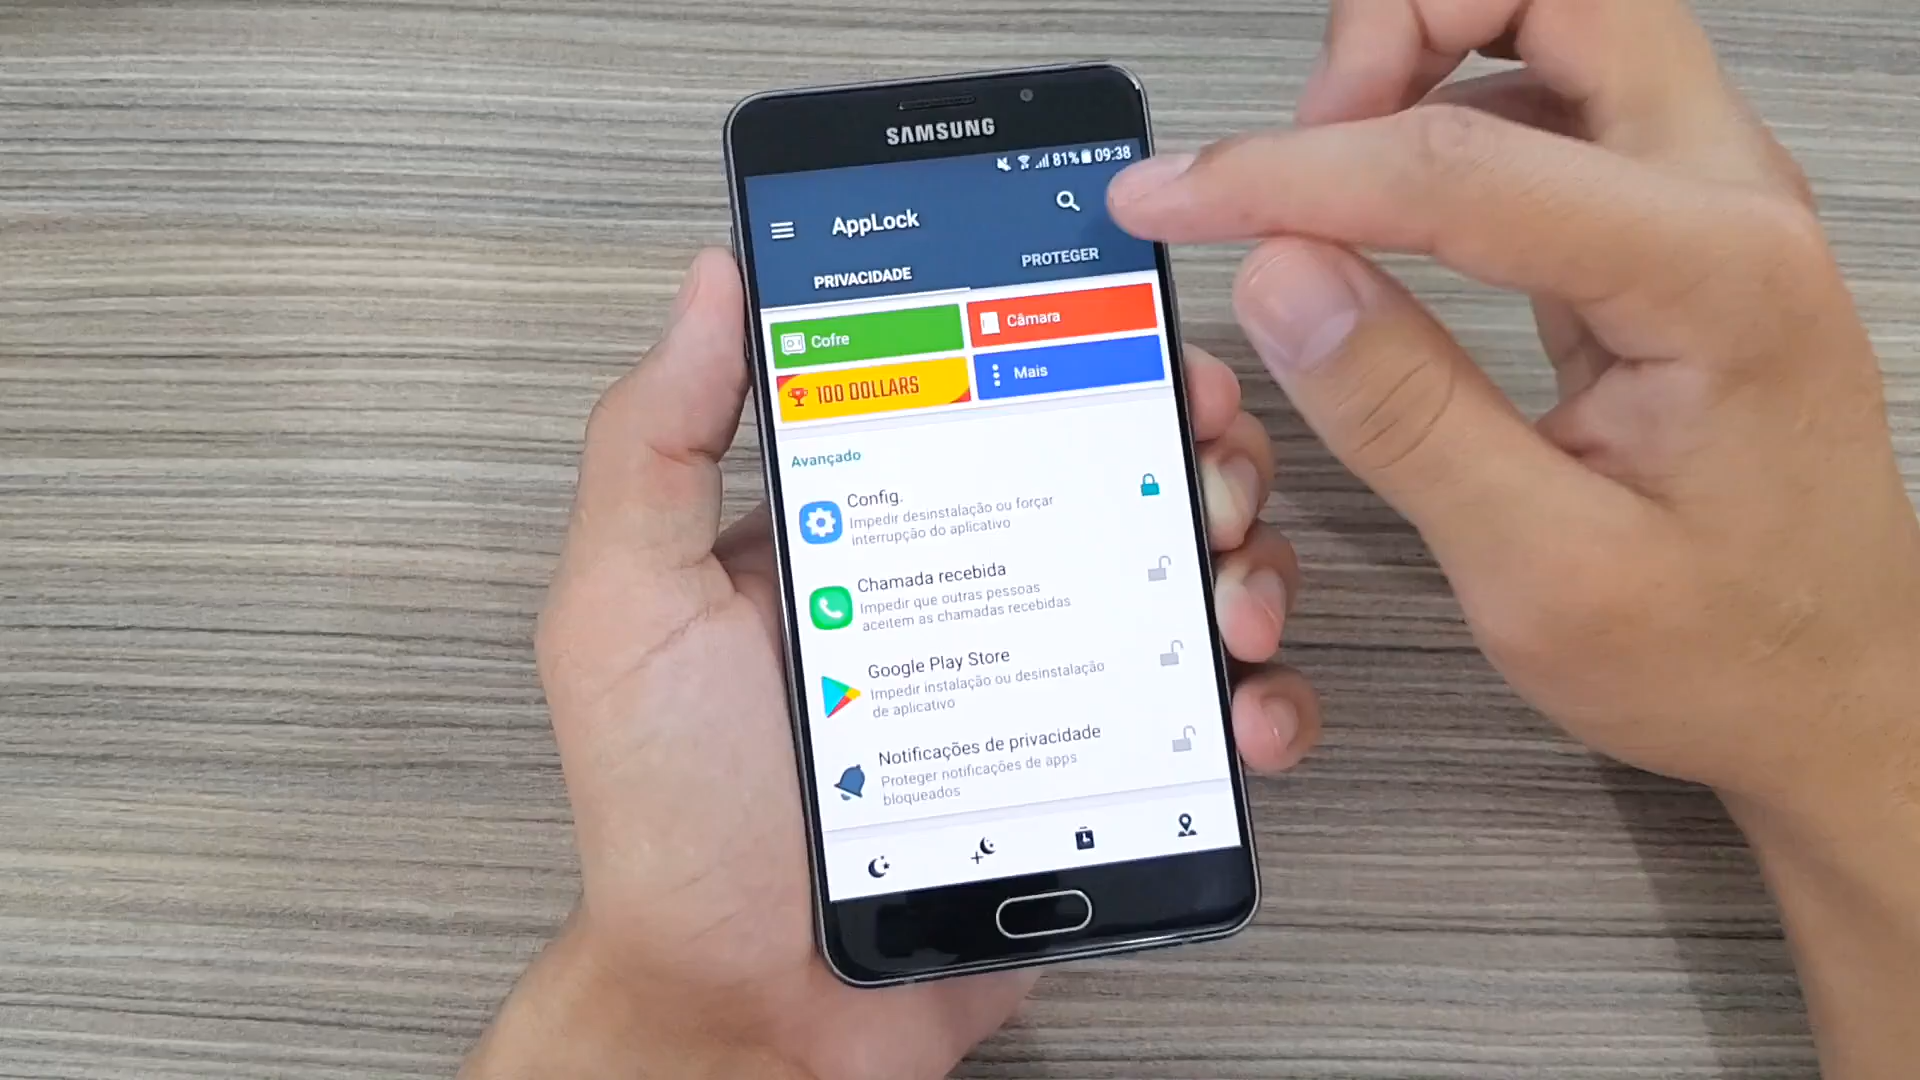 SAMSUNG
81% 09:38
AppLock
PRIVACIDADE
PROTEGER
Cofre
Câmara
100 DOLLARS
Mais
Avançado
Config.
Impedir desinstalação ou forçar
interrupção do aplicativo
Chamada recebida
Impedir que outras pessoas
aceitem as chamadas recebidas
Google Play Store
Impedir instalação ou desinstalação
de aplicativo
Notificações de privacidade
Proteger notificações de apps
bloqueados